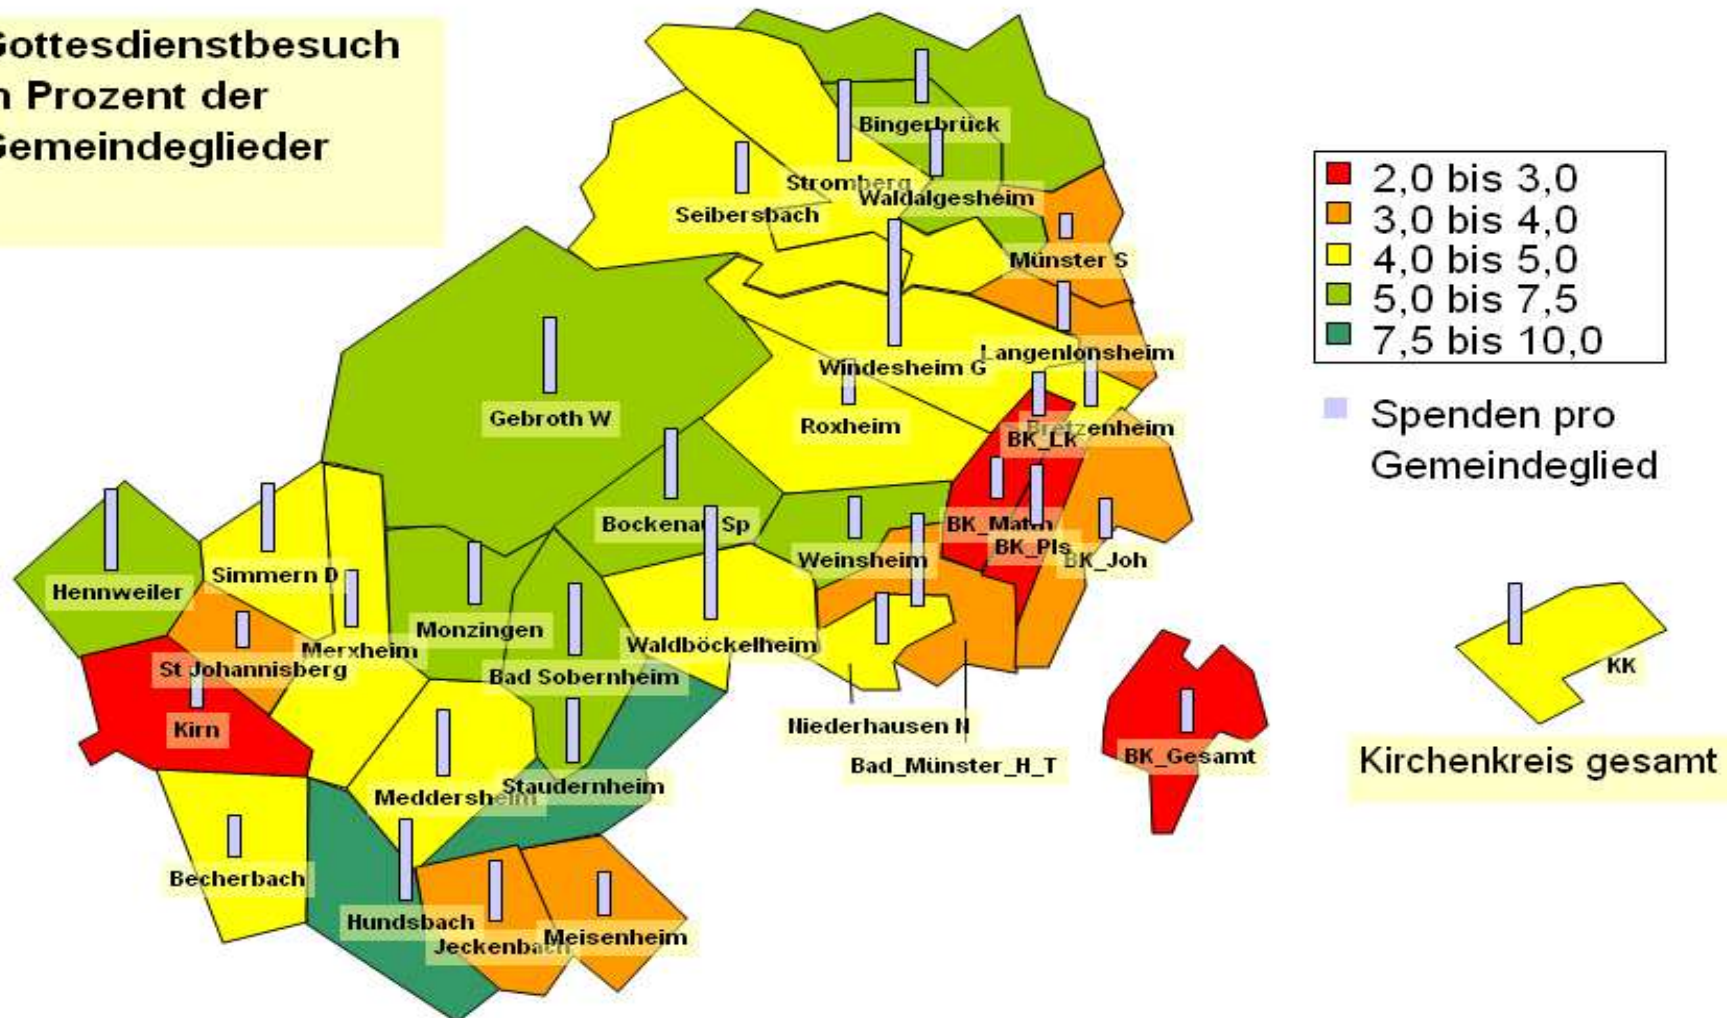 Gottesdienstbesuch
n Prozent der
Gemeindeglieder
2,0 bis 3,0
3,0 bis 4,0
4,0 bis 5,0
5,0 bis 7,5
7,5 bis 10,0
Spenden pro
Gemeindeglied
Bingerbrück
Stromberg
Waldalgesheim
Seibersbach
Münster S
Langenlonsheim
Windesheim G
Gebroth W
Roxheim
Bretzenheim
BK_Lk
Bockenau Sp
BK_Matth
BK_Pls
Weinsheim
BK_Joh
Simmern D
Hennweiler
Monzingen
Waldböckelheim
Merxheim
St Johannisberg
Bad Sobernheim
Kirn
Niederhausen N
Bad_Münster_H_T
BK_Gesamt
KK
Kirchenkreis gesamt
Staudernheim
Meddersheim
Becherbach
Hundsbach
Jeckenbach
Meisenheim